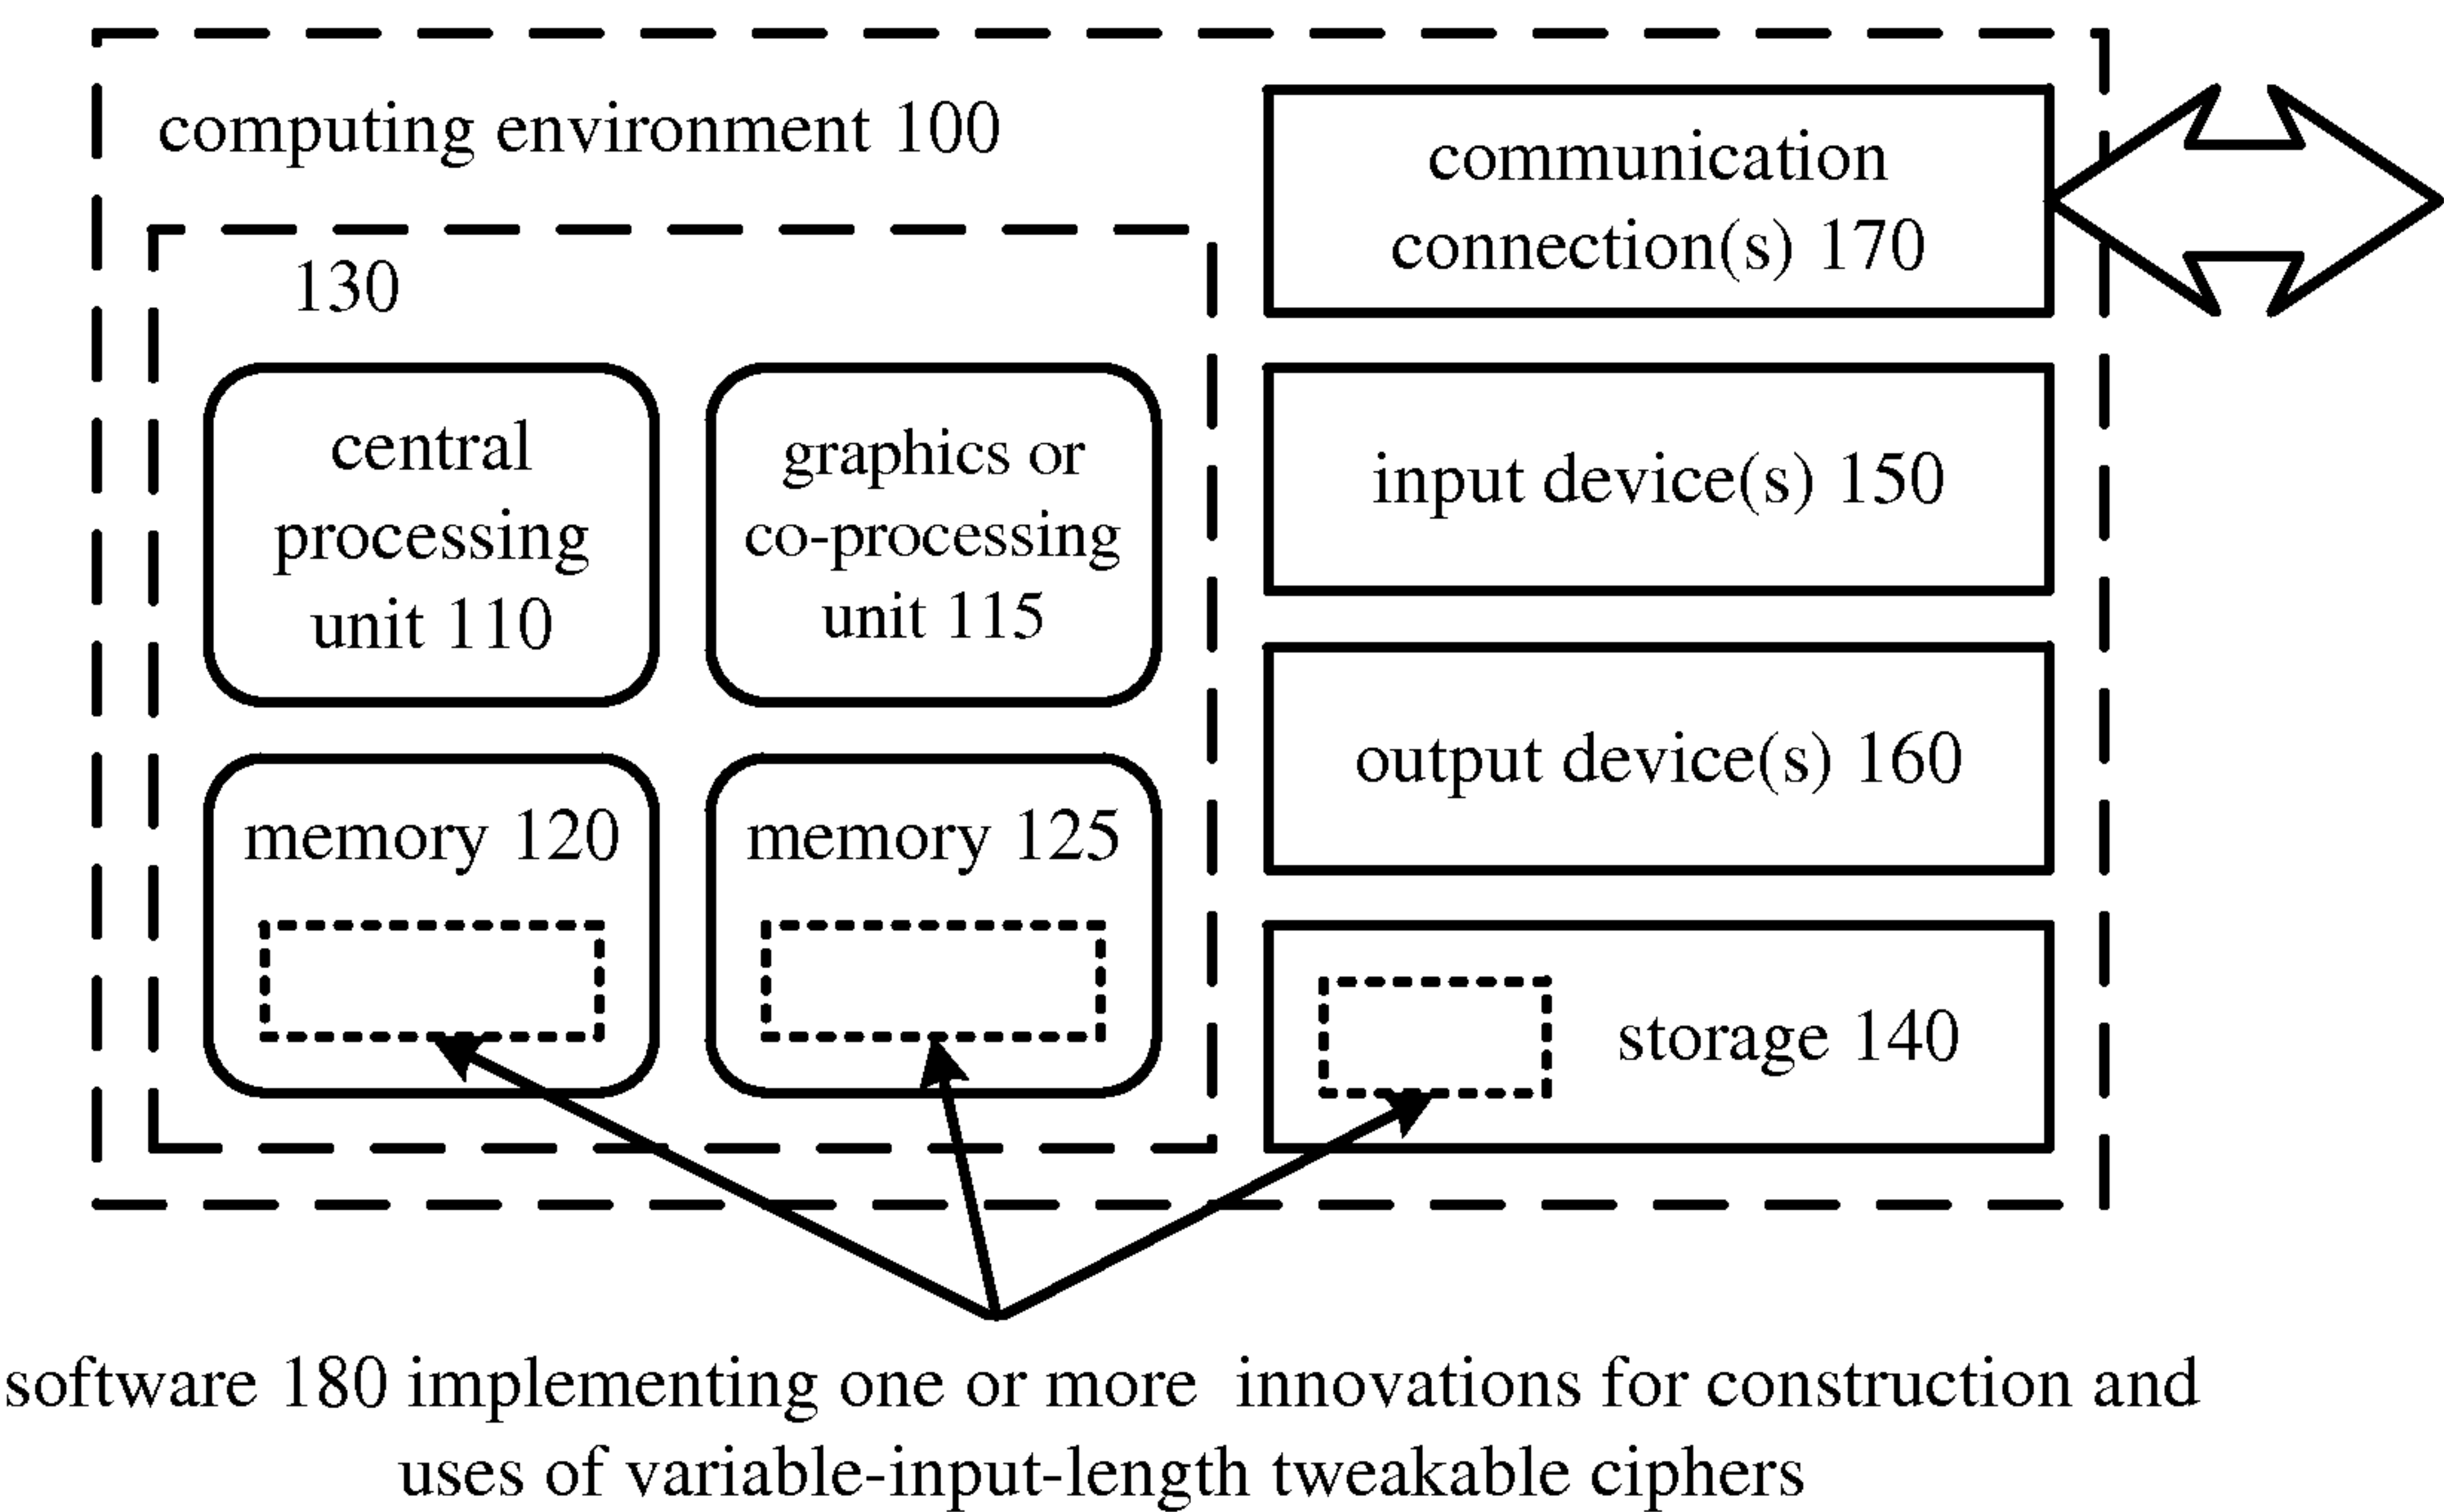 computing environment 100
communication
connection(s) 170
130
central
processing
unit 110
graphics or
co-processing
unit 115
input device(s) 150
output device(s) 160
memory 120
memory 125
storage 140
software 180 implementing one or more innovations for construction and
uses of variable-input-length tweakable ciphers